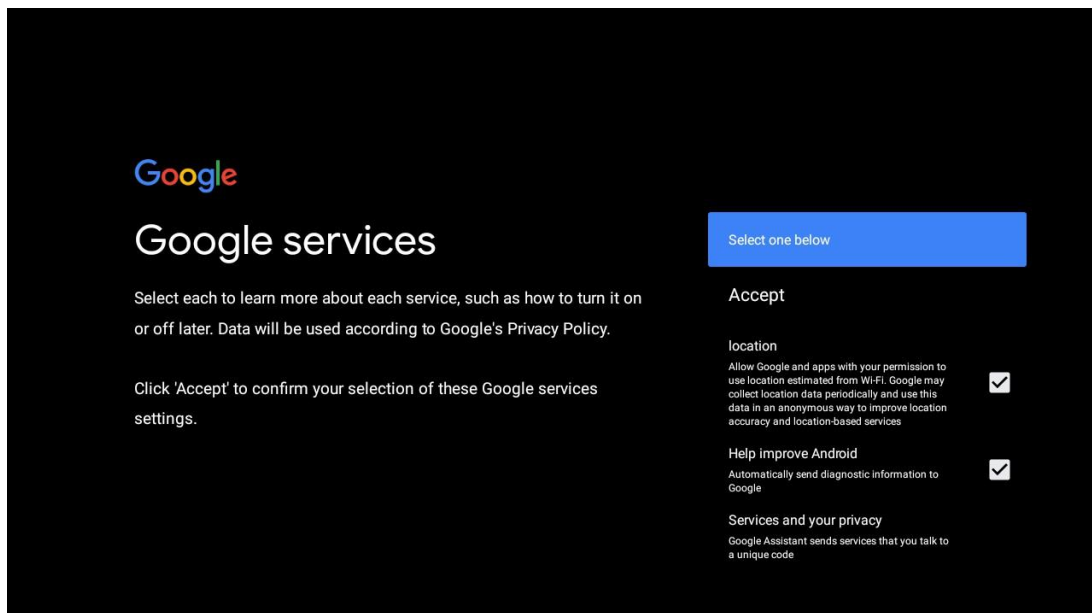 Google
Google services
Select each to learn more about each service, such as how to turn it on
or off later. Data will be used according to Google's Privacy Policy.
Click 'Accept' to confirm your selection of these Google services
settings.
Select one below
Accept
location
Allow Google and apps with your permission to
use location estimated from Wi-Fi. Google may
collect location data periodically and use this
data in an anonymous way to improve location
accuracy and location-based services
Help improve Android
Automatically send diagnostic information to
Google
Services and your privacy
Google Assistant sends services that you talk to
a unique code